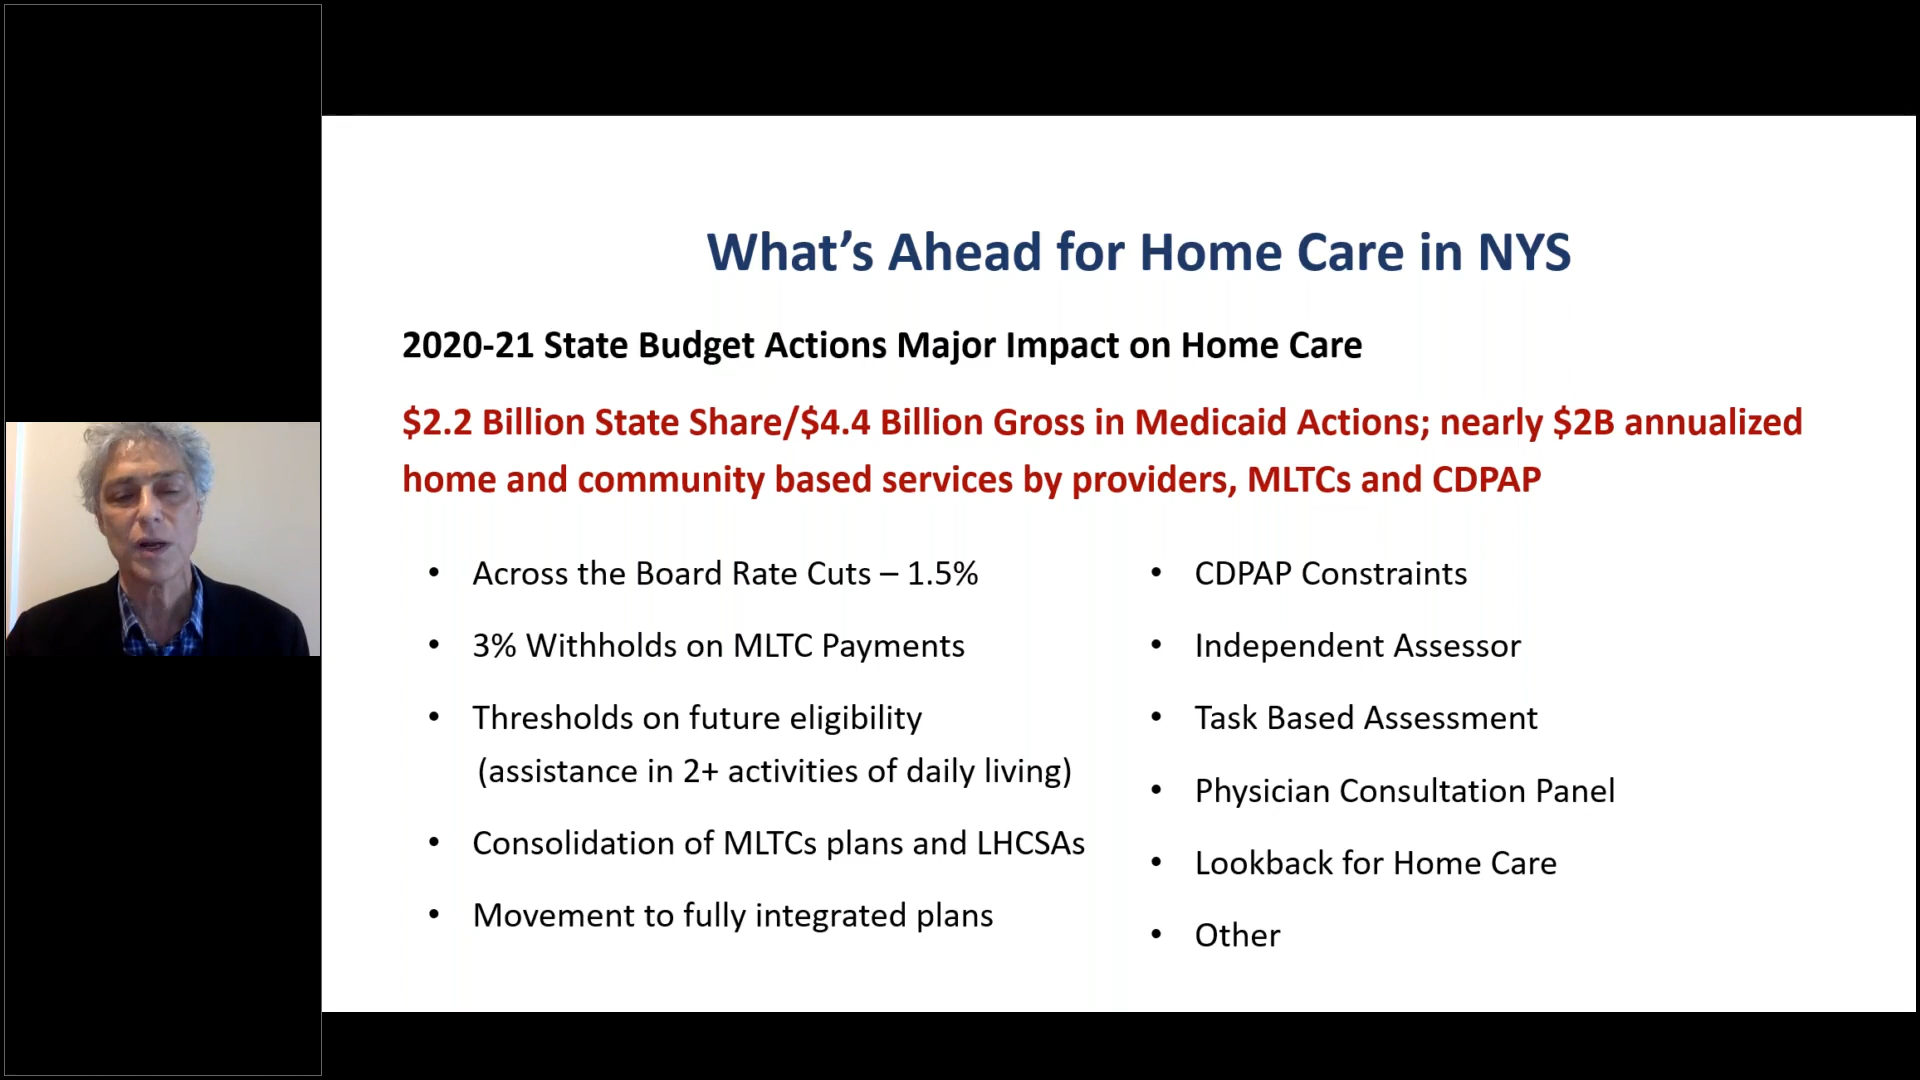 What’s Ahead for Home Care in NYS
2020-21 State Budget Actions Major Impact on Home Care
$2.2 Billion State Share/$4.4 Billion Gross in Medicaid Actions; nearly $2B annualized
home and community based services by providers, MLTCs and CDPAP
• Across the Board Rate Cuts – 1.5%
• 3% Withholds on MLTC Payments
• Thresholds on future eligibility
(assistance in 2+ activities of daily living)
• Consolidation of MLTCs plans and LHCSAs
• Movement to fully integrated plans
• CDPAP Constraints
• Independent Assessor
• Task Based Assessment
• Physician Consultation Panel
• Lookback for Home Care
• Other